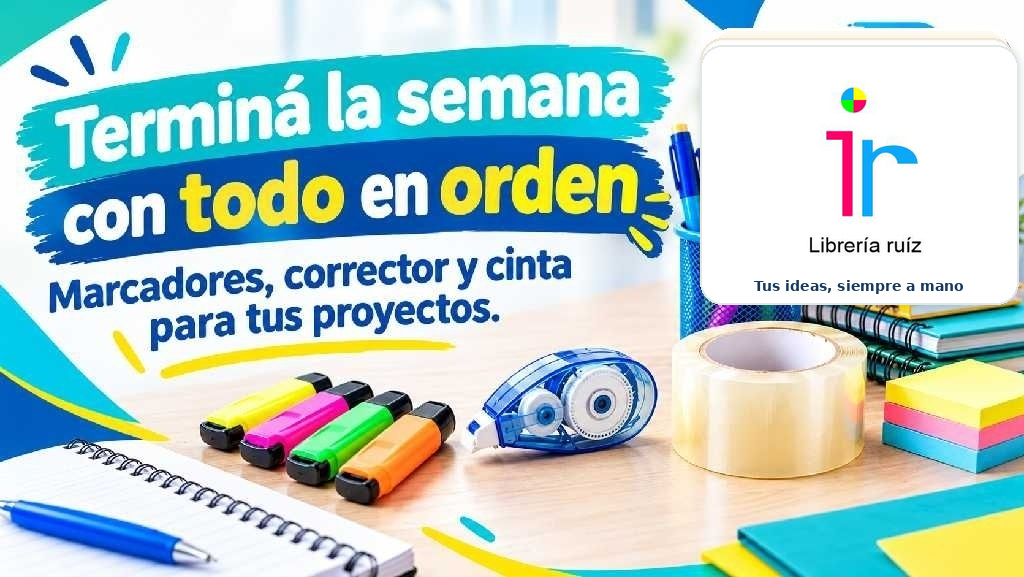 Terminá la semana
con todo en orden
Marcadores, corrector y cinta
para tus proyectos.
ir
Librería ruíz
Tus ideas, siempre a mano